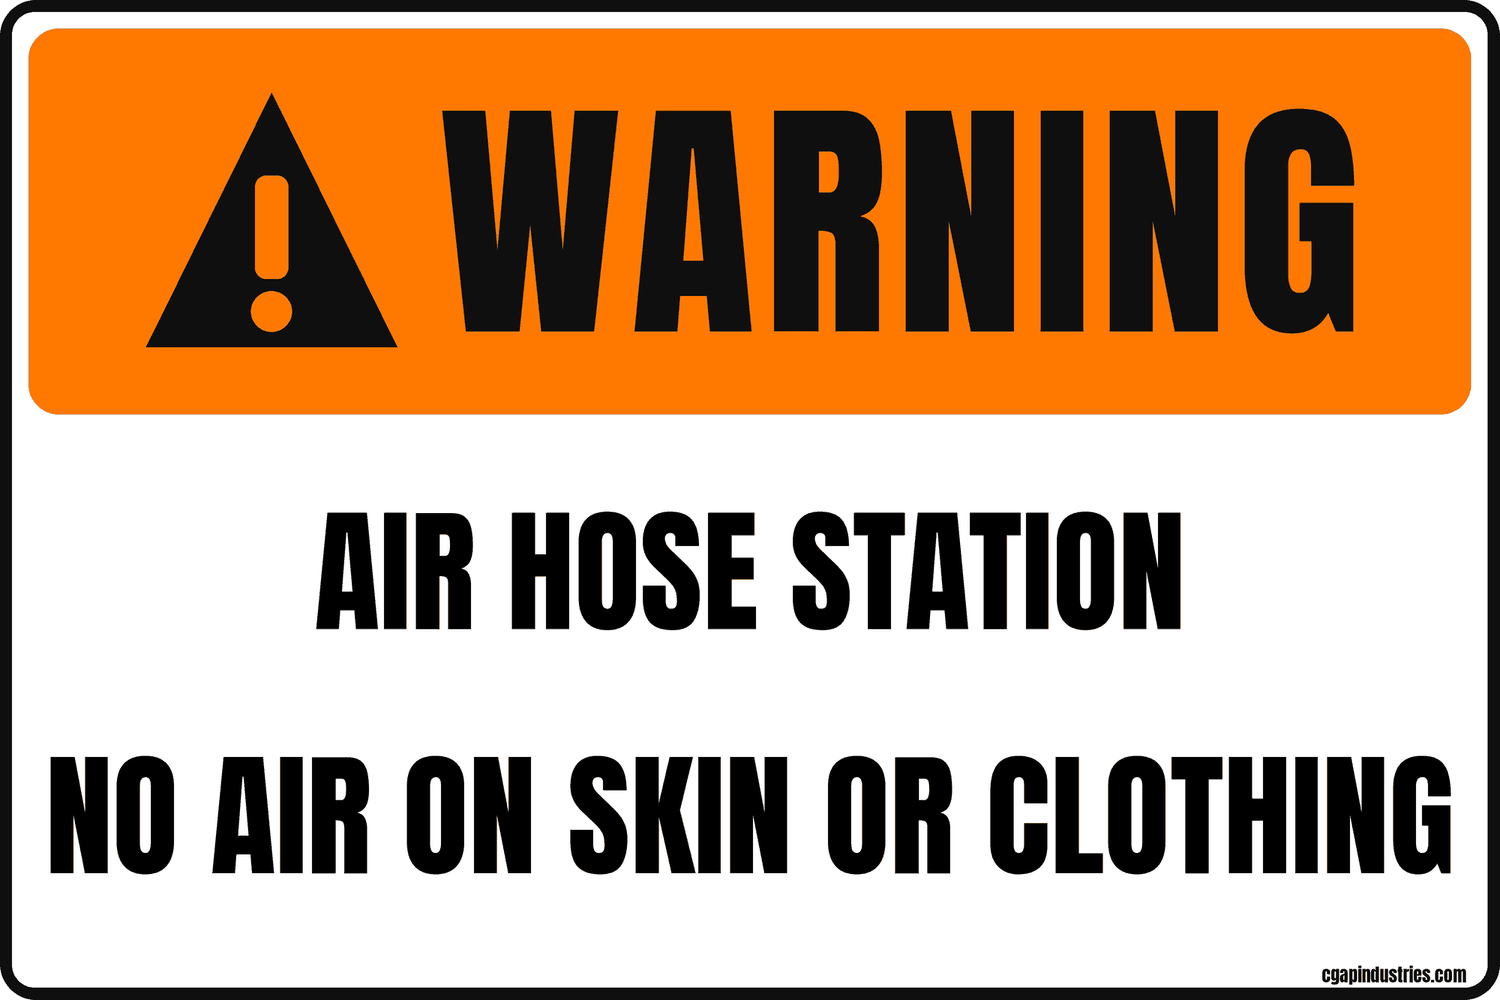 WARNING
AIR HOSE STATION
NO AIR ON SKIN OR CLOTHING
cgapindustries.com